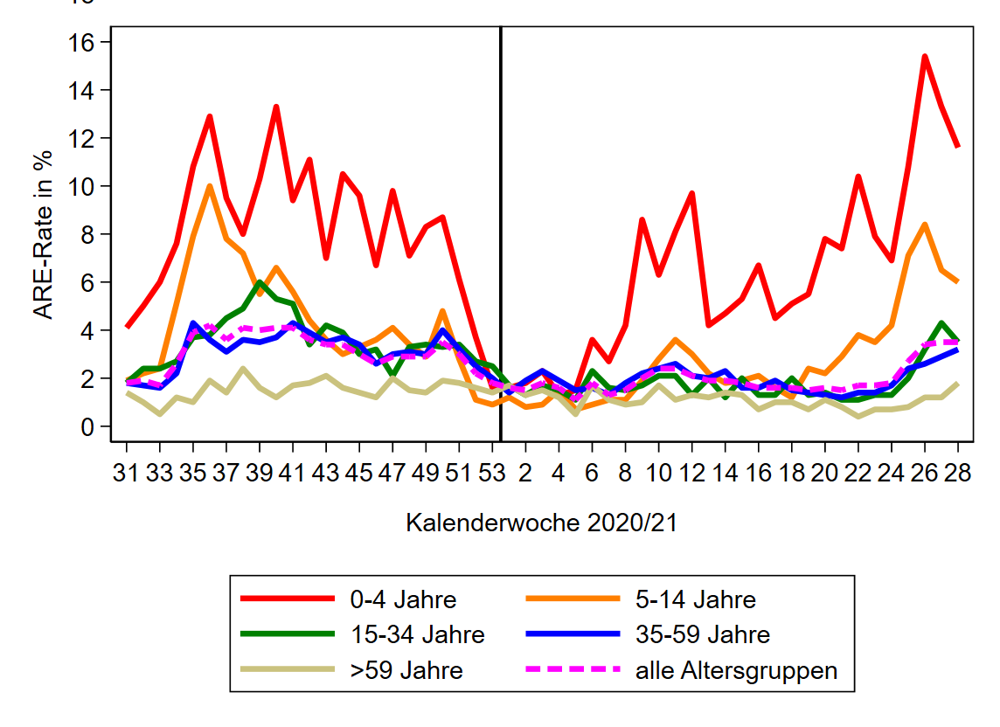 16
14
12
10
8
6
4
2
0
ARE-Rate in %
31 33 35 37 39 41 43 45 47 49 51 53 2 4 6 8 10 12 14 16 18 20 22 24 26 28
Kalenderwoche 2020/21
0-4 Jahre 5-14 Jahre
15-34 Jahre 35-59 Jahre
>59 Jahre alle Altersgruppen